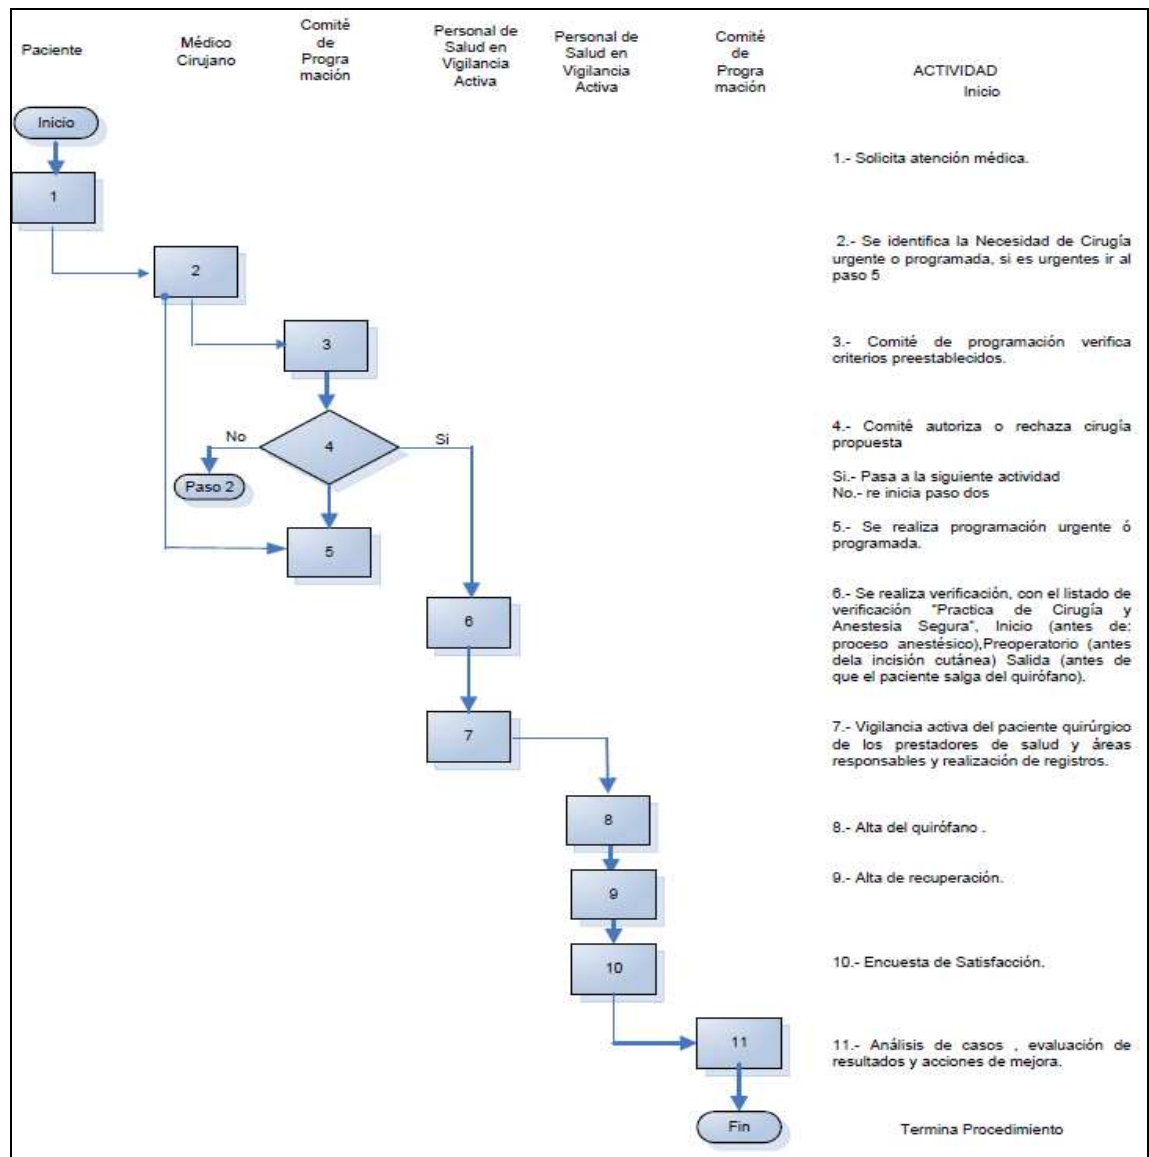 Paciente
Médico
Cirujano
Comité
de
Progra
mación
Personal de
Salud en
Vigilancia
Activa
Personal de
Salud en
Vigilancia
Activa
Comité
de
Progra
mación
ACTIVIDAD
Inicio
Inicio
1
1.- Solicita atención médica.
2
2.- Se identifica la Necesidad de Cirugía
urgente o programada, si es urgentes ir al
paso 5
3
3.- Comité de programación verifica
criterios preestablecidos.
No
4
Si
Paso 2
4.- Comité autoriza o rechaza cirugía
propuesta
Si.- Pasa a la siguiente actividad
No.- re inicia paso dos
5
5.- Se realiza programación urgente ó
programada.
6
6.- Se realiza verificación, con el listado de
verificación "Practica de Cirugía y
Anestesia Segura", Inicio (antes de:
proceso anestésico),Preoperatorio (antes
dela incisión cutánea) Salida (antes de
que el paciente salga del quirófano).
7
7.- Vigilancia activa del paciente quirúrgico
de los prestadores de salud y áreas
responsables y realización de registros.
8
8.- Alta del quirófano .
9
9.- Alta de recuperación.
10
10.- Encuesta de Satisfacción.
11
11.- Análisis de casos , evaluación de
resultados y acciones de mejora.
Fin
Termina Procedimiento